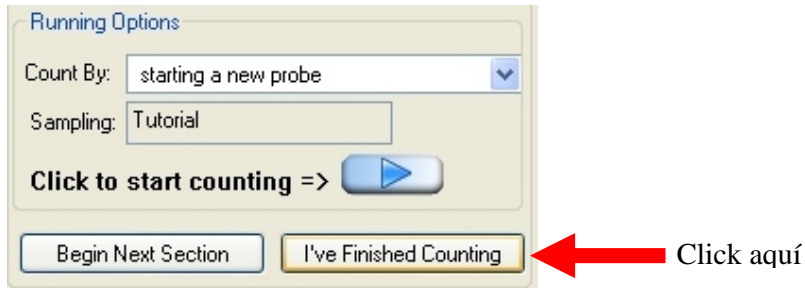 Running Options
Count By: starting a new probe
Sampling: Tutorial
Click to start counting =>
Begin Next Section I've Finished Counting Click aquí